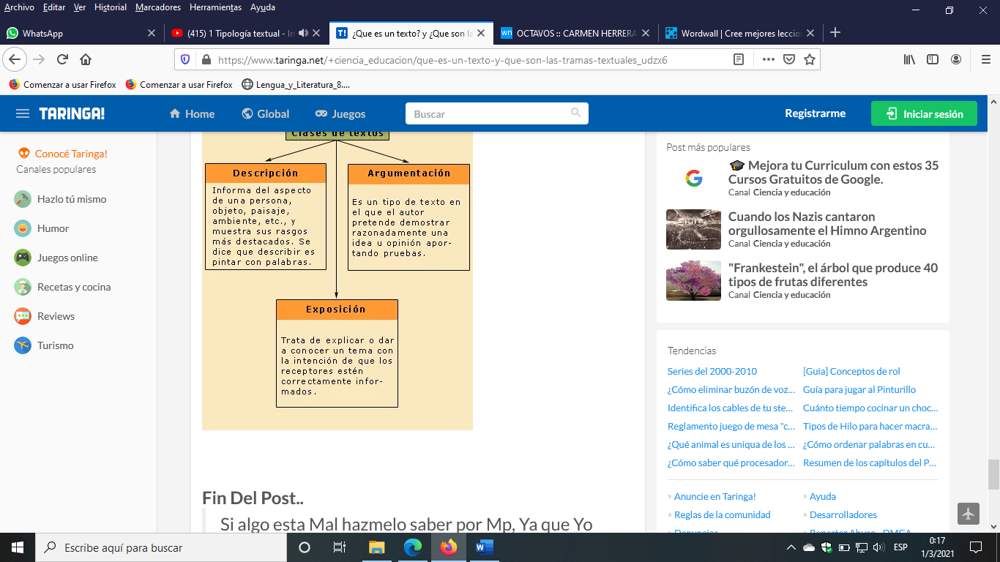 Archivo Editar Ver Historial Marcadores Herramientas Ayuda
WhatsApp
(415) 1 Tipología textual - In
¿Que es un texto? y ¿Que son la
OCTAVOS :: CARMEN HERRERA
Wordwall | Cree mejores leccio
https://www.taringa.net/+ciencia_educacion/que-es-un-texto-y-que-son-las-tramas-textuales_udzx6
Comenzar a usar Firefox
Comenzar a usar Firefox
Lengua_y_Literatura_8....
TARINGA!
Home
Global
Juegos
Buscar
Registrarme
Iniciar sesión
Conocé Taringa!
Canales populares
Hazlo tú mismo
Humor
Juegos online
Recetas y cocina
Reviews
Turismo
Clases de textos
Descripción
Informa del aspecto
de una persona,
objeto, paisaje,
ambiente, etc., y
muestra sus rasgos
más destacados. Se
dice que describir es
pintar con palabras.
Argumentación
Es un tipo de texto en
el que el autor
pretende demostrar
razonadamente una
idea u opinión apor-
tando pruebas.
Exposición
Trata de explicar o dar
a conocer un tema con
la intención de que los
receptores estén
correctamente infor-
mados.
Fin Del Post..
Si algo esta Mal hazmelo saber por Mp, Ya que Yo
Post más populares
🎓 Mejora tu Curriculum con estos 35
Cursos Gratuitos de Google.
Canal Ciencia y educación
Cuando los Nazis cantaron
orgullosamente el Himno Argentino
Canal Ciencia y educación
"Frankestein", el árbol que produce 40
tipos de frutas diferentes
Canal Ciencia y educación
Tendencias
Series del 2000-2010
[Guia] Conceptos de rol
¿Cómo eliminar buzón de voz...
Guía para jugar al Pinturillo
Identifica los cables de tu ste...
Cuánto tiempo cocinar un choc...
Reglamento juego de mesa "c...
Tipos de Hilo para hacer macra...
¿Qué animal es uniqua de los ...
¿Cómo ordenar palabras en cu...
¿Cómo saber qué procesador...
Resumen de los capítulos del P...
» Anuncie en Taringa!
» Ayuda
» Reglas de la comunidad
» Desarrolladores
» Denuncias
» Reportar Abuso - DMCA
Escribe aquí para buscar
ESP
0:17
1/3/2021